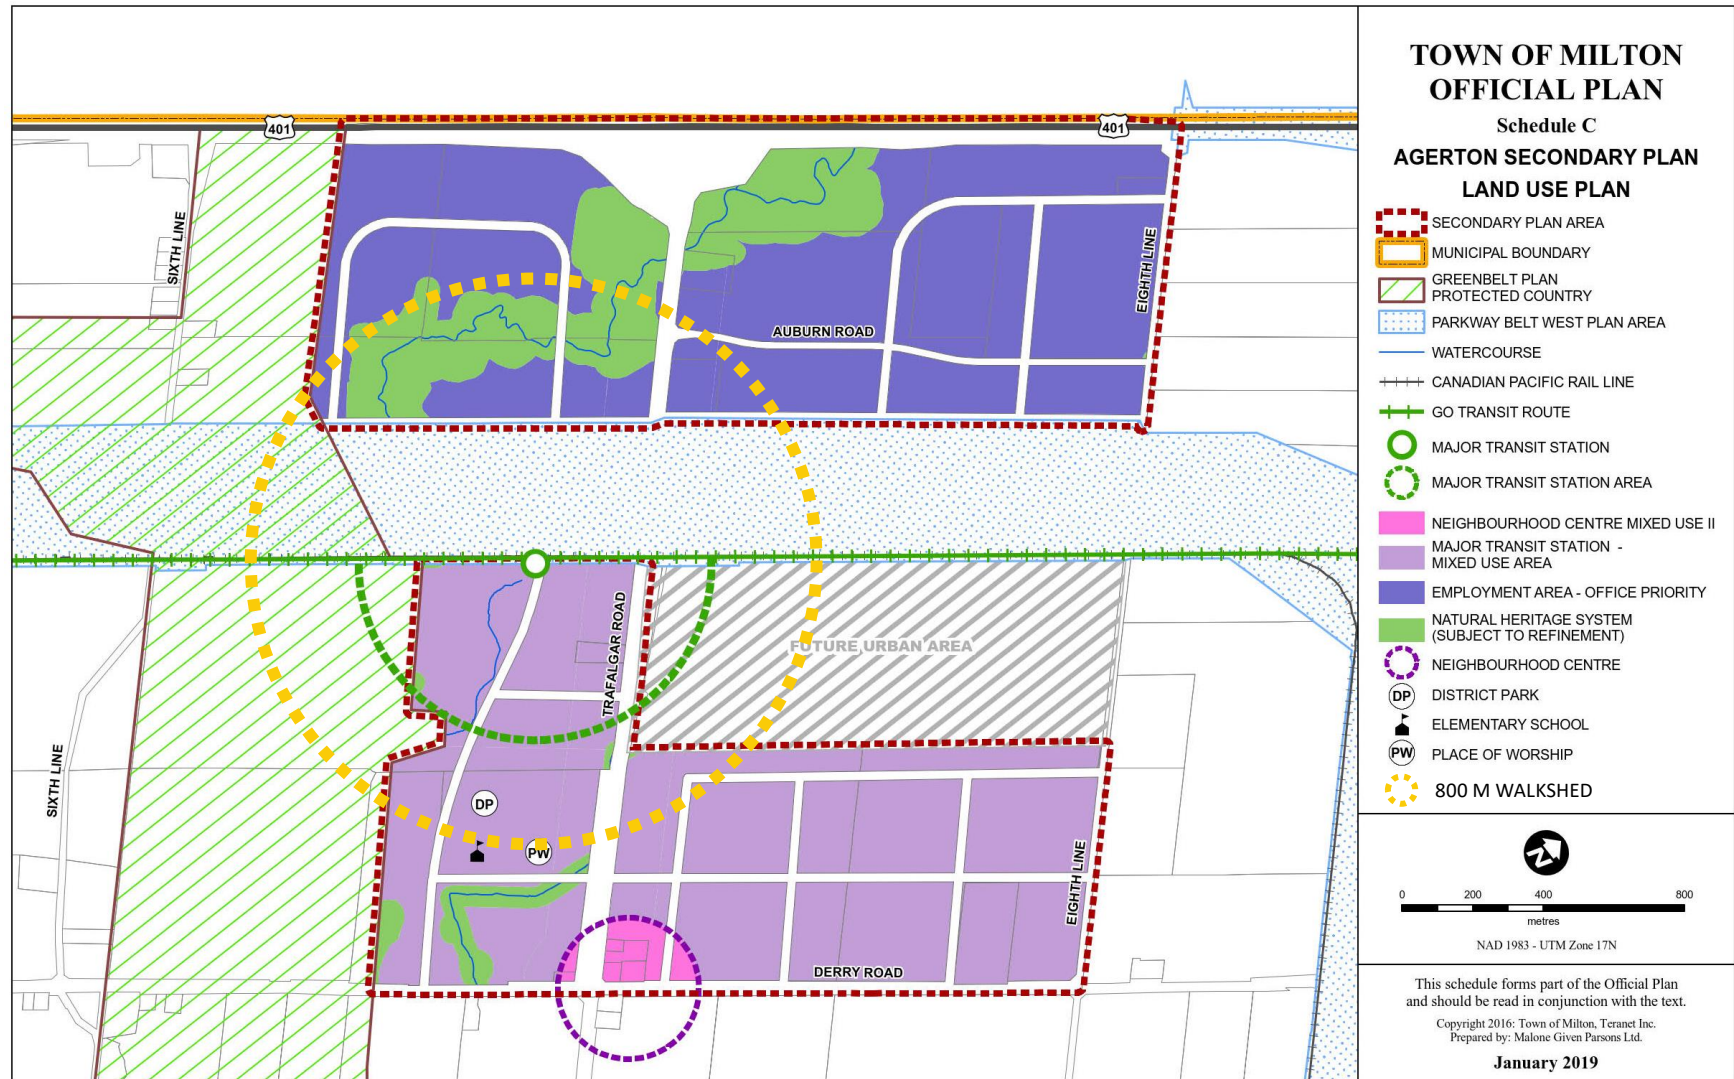 TOWN OF MILTON
OFFICIAL PLAN
Schedule C
AGERTON SECONDARY PLAN
LAND USE PLAN
SECONDARY PLAN AREA
MUNICIPAL BOUNDARY
GREENBELT PLAN
PROTECTED COUNTRY
PARKWAY BELT WEST PLAN AREA
WATERCOURSE
CANADIAN PACIFIC RAIL LINE
GO TRANSIT ROUTE
MAJOR TRANSIT STATION
MAJOR TRANSIT STATION AREA
NEIGHBOURHOOD CENTRE MIXED USE II
MAJOR TRANSIT STATION -
MIXED USE AREA
EMPLOYMENT AREA - OFFICE PRIORITY
NATURAL HERITAGE SYSTEM
(SUBJECT TO REFINEMENT)
NEIGHBOURHOOD CENTRE
DP DISTRICT PARK
ELEMENTARY SCHOOL
PW PLACE OF WORSHIP
800 M WALKSHED
N
0 200 400 800
metres
NAD 1983 - UTM Zone 17N
This schedule forms part of the Official Plan
and should be read in conjunction with the text.
Copyright 2016: Town of Milton, Teranet Inc.
Prepared by: Malone Given Parsons Ltd.
January 2019
401
401
SIXTH LINE
EIGHTH LINE
AUBURN ROAD
TRAFALGAR ROAD
FUTURE URBAN AREA
SIXTH LINE
DP
PW
EIGHTH LINE
DERRY ROAD